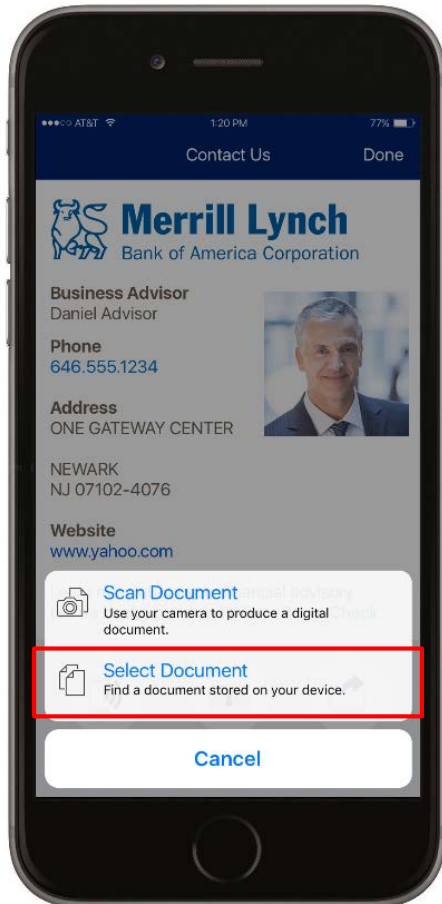 AT&T 1:20 PM 77%
Contact Us Done
Merrill Lynch
Bank of America Corporation
Business Advisor
Daniel Advisor
Phone
646.555.1234
Address
ONE GATEWAY CENTER
NEWARK
NJ 07102-4076
Website
www.yahoo.com
Scan Document
Use your camera to produce a digital
document.
Select Document
Find a document stored on your device.
Cancel